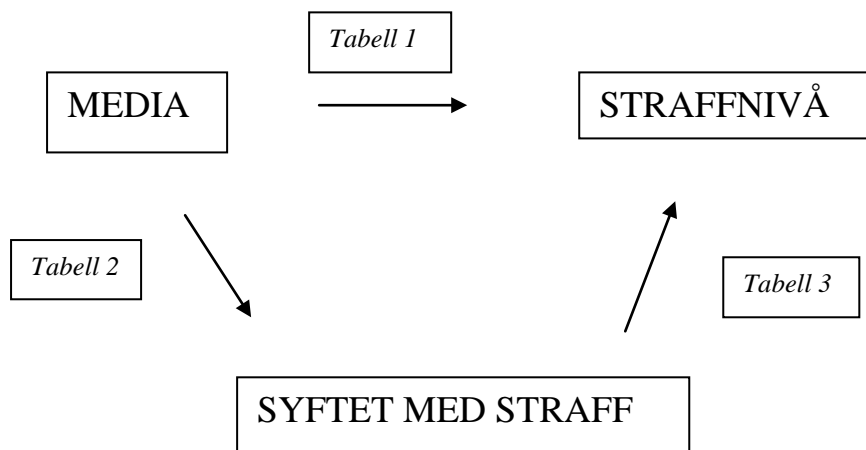 Tabell 1
MEDIA
STRAFFNIVÅ
Tabell 2
Tabell 3
SYFTET MED STRAFF